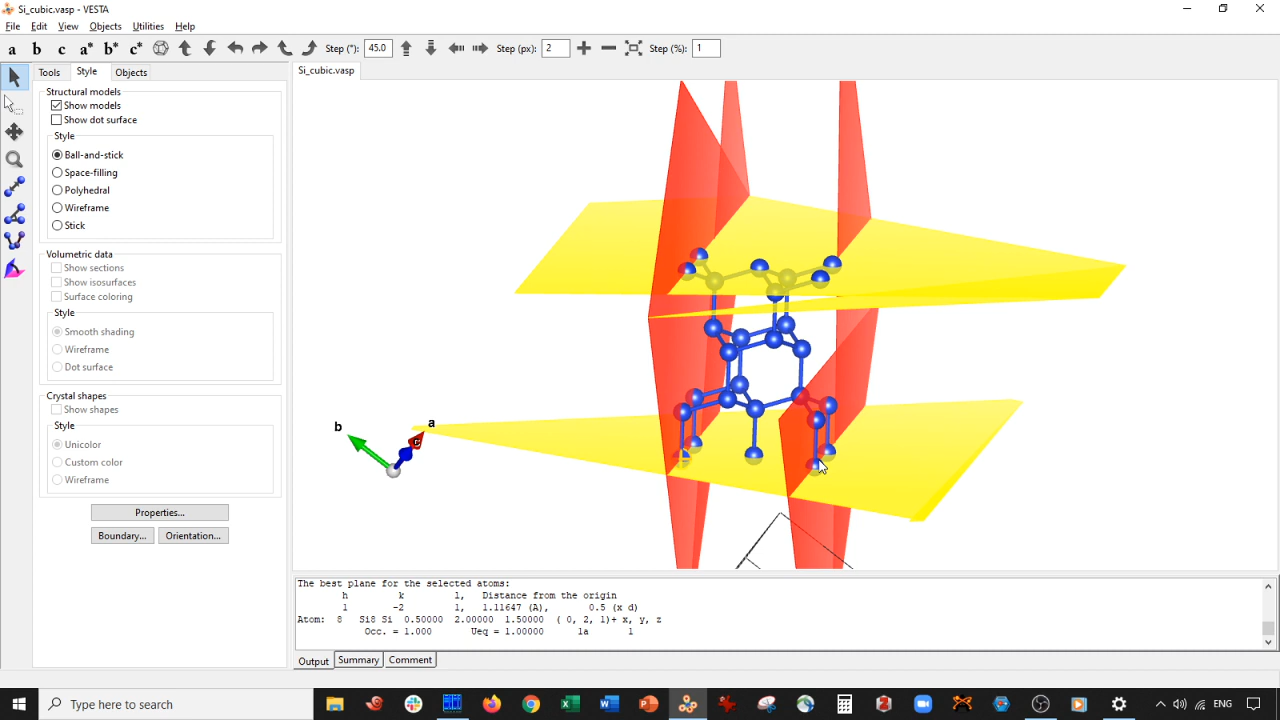 Si_cubic.vasp - VESTA
File Edit View Objects Utilities Help
a b c a* b* c* Step (°): 45.0 Step (px): 2 Step (%): 1
Tools Style Objects
Si_cubic.vasp
Structural models
Show models
Show dot surface
Style
Ball-and-stick
Space-filling
Polyhedral
Wireframe
Stick
Volumetric data
Show sections
Show isosurfaces
Surface coloring
Style
Smooth shading
Wireframe
Dot surface
Crystal shapes
Show shapes
Style
Unicolor
Custom color
Wireframe
Properties...
Boundary... Orientation...
b a
c
The best plane for the selected atoms:
h k l, Distance from the origin
1 -2 1, 1.11647 (A), 0.5 (x d)
Atom: 8 Si8 Si 0.50000 2.00000 1.50000 ( 0, 2, 1)+ x, y, z
Occ. = 1.000 Ueq = 1.00000 1a 1
Output Summary Comment
Type here to search
ENG